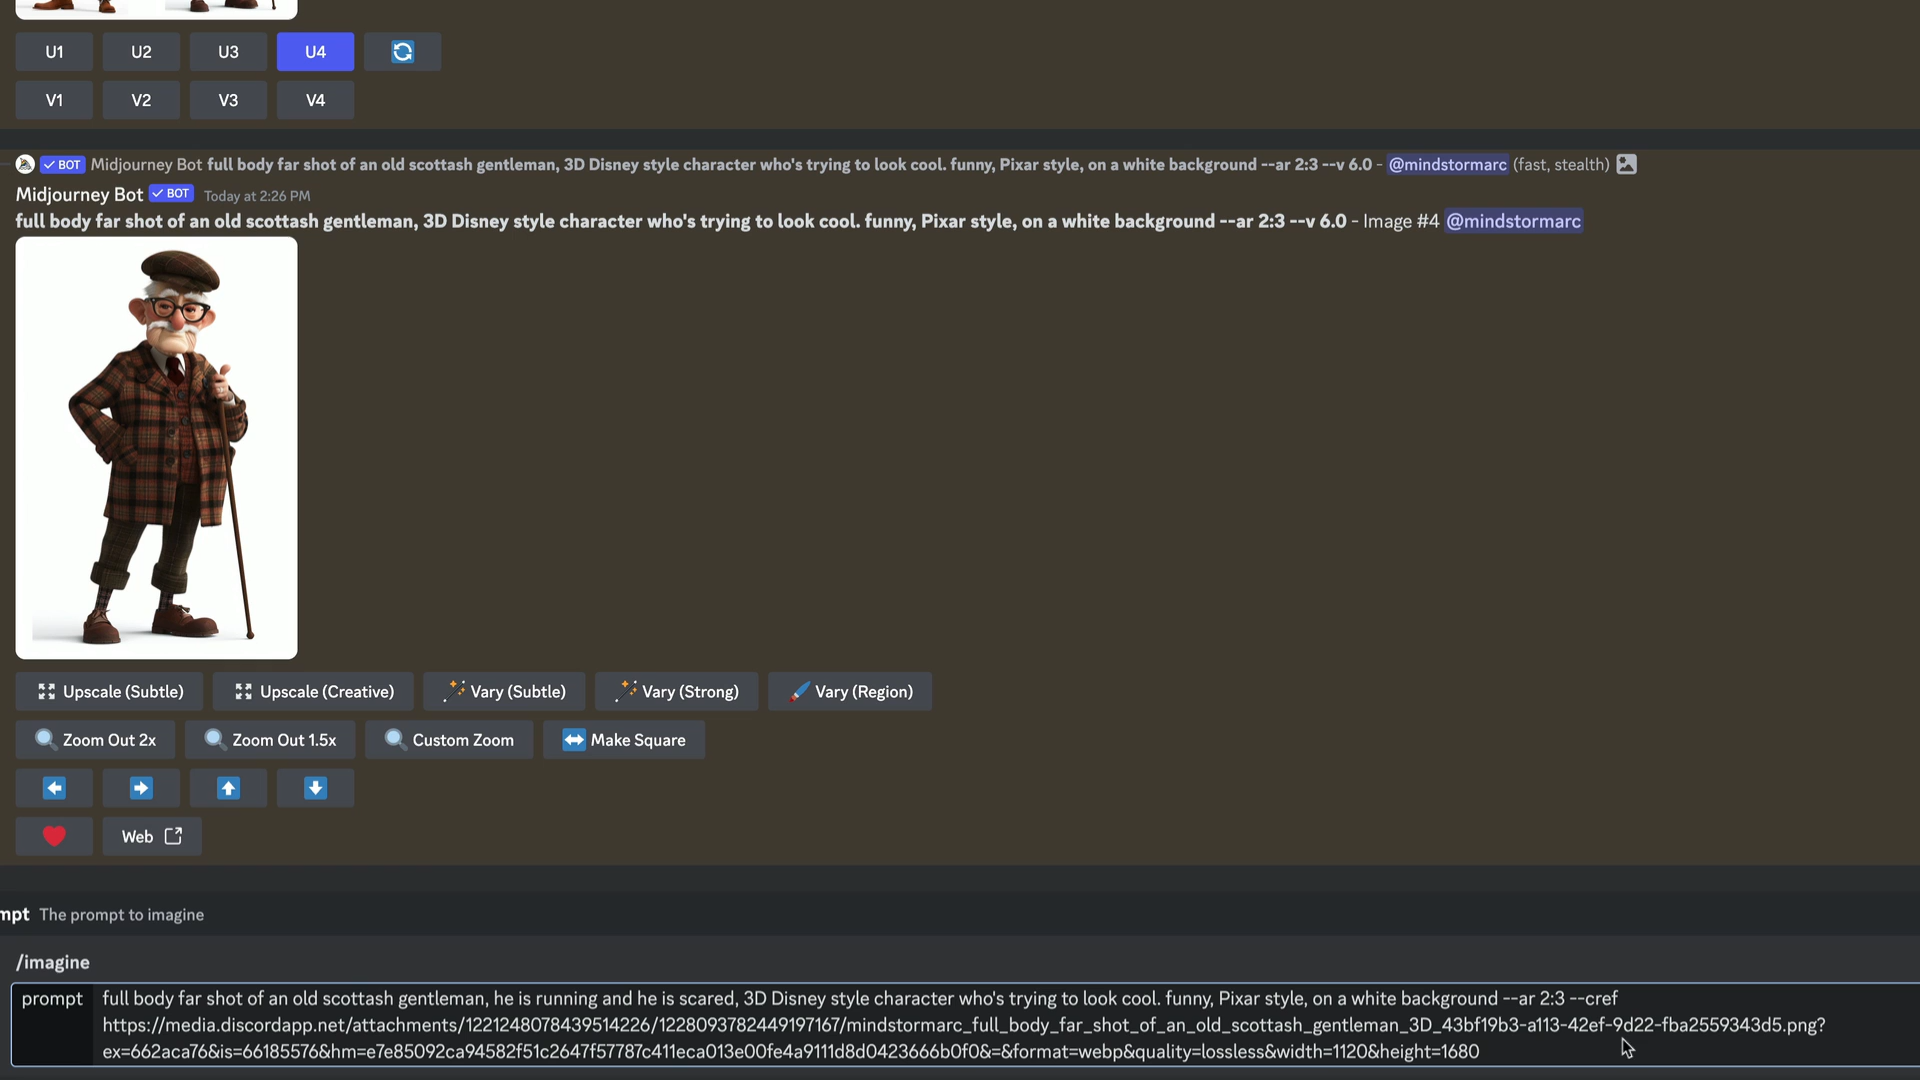 U1 U2 U3 U4
V1 V2 V3 V4
BOT Midjourney Bot full body far shot of an old scottash gentleman, 3D Disney style character who's trying to look cool. funny, Pixar style, on a white background --ar 2:3 --v 6.0 - @mindstormarc (fast, stealth)
Midjourney Bot BOT Today at 2:26 PM
full body far shot of an old scottash gentleman, 3D Disney style character who's trying to look cool. funny, Pixar style, on a white background --ar 2:3 --v 6.0 - Image #4 @mindstormarc
Upscale (Subtle) Upscale (Creative) Vary (Subtle) Vary (Strong) Vary (Region)
Zoom Out 2x Zoom Out 1.5x Custom Zoom Make Square
Web
mpt The prompt to imagine
/imagine
prompt full body far shot of an old scottash gentleman, he is running and he is scared, 3D Disney style character who's trying to look cool. funny, Pixar style, on a white background --ar 2:3 --cref
https://media.discordapp.net/attachments/1221248078439514226/1228093782449197167/mindstormarc_full_body_far_shot_of_an_old_scottash_gentleman_3D_43bf19b3-a113-42ef-9d22-fba2559343d5.png?
ex=662aca76&is=66185576&hm=e7e85092ca94582f51c2647f57787c411eca013e00fe4a9111d8d0423666b0f0&=&format=webp&quality=lossless&width=1120&height=1680